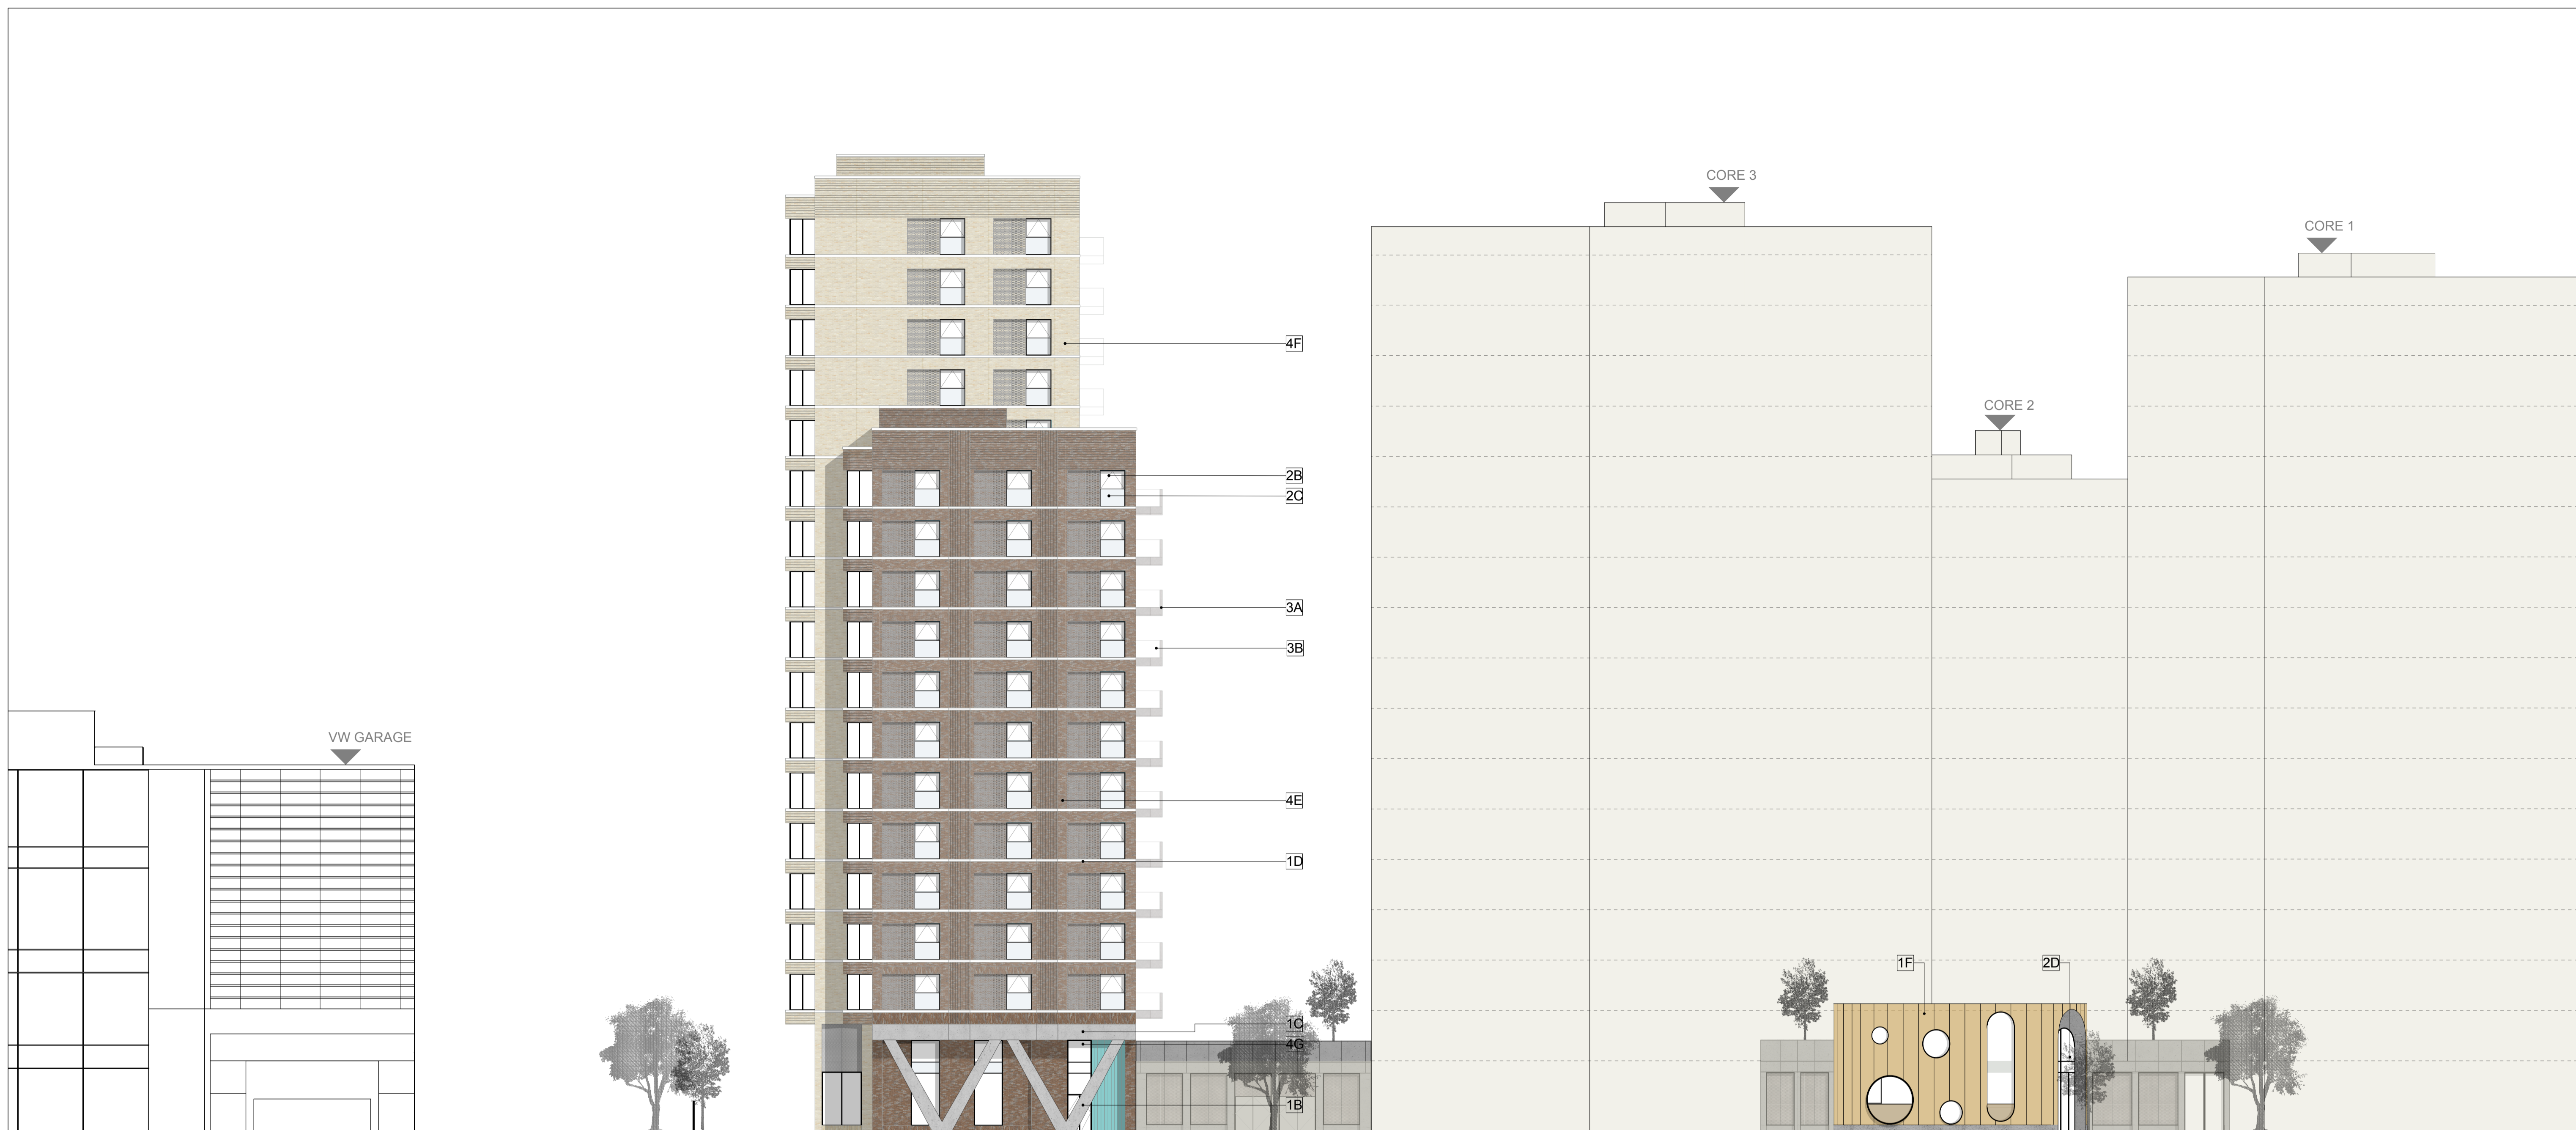 CORE 3
CORE 1
4F
CORE 2
2B
2C
3A
3B
VW GARAGE
4E
1D
1F
2D
1C
4G
1B